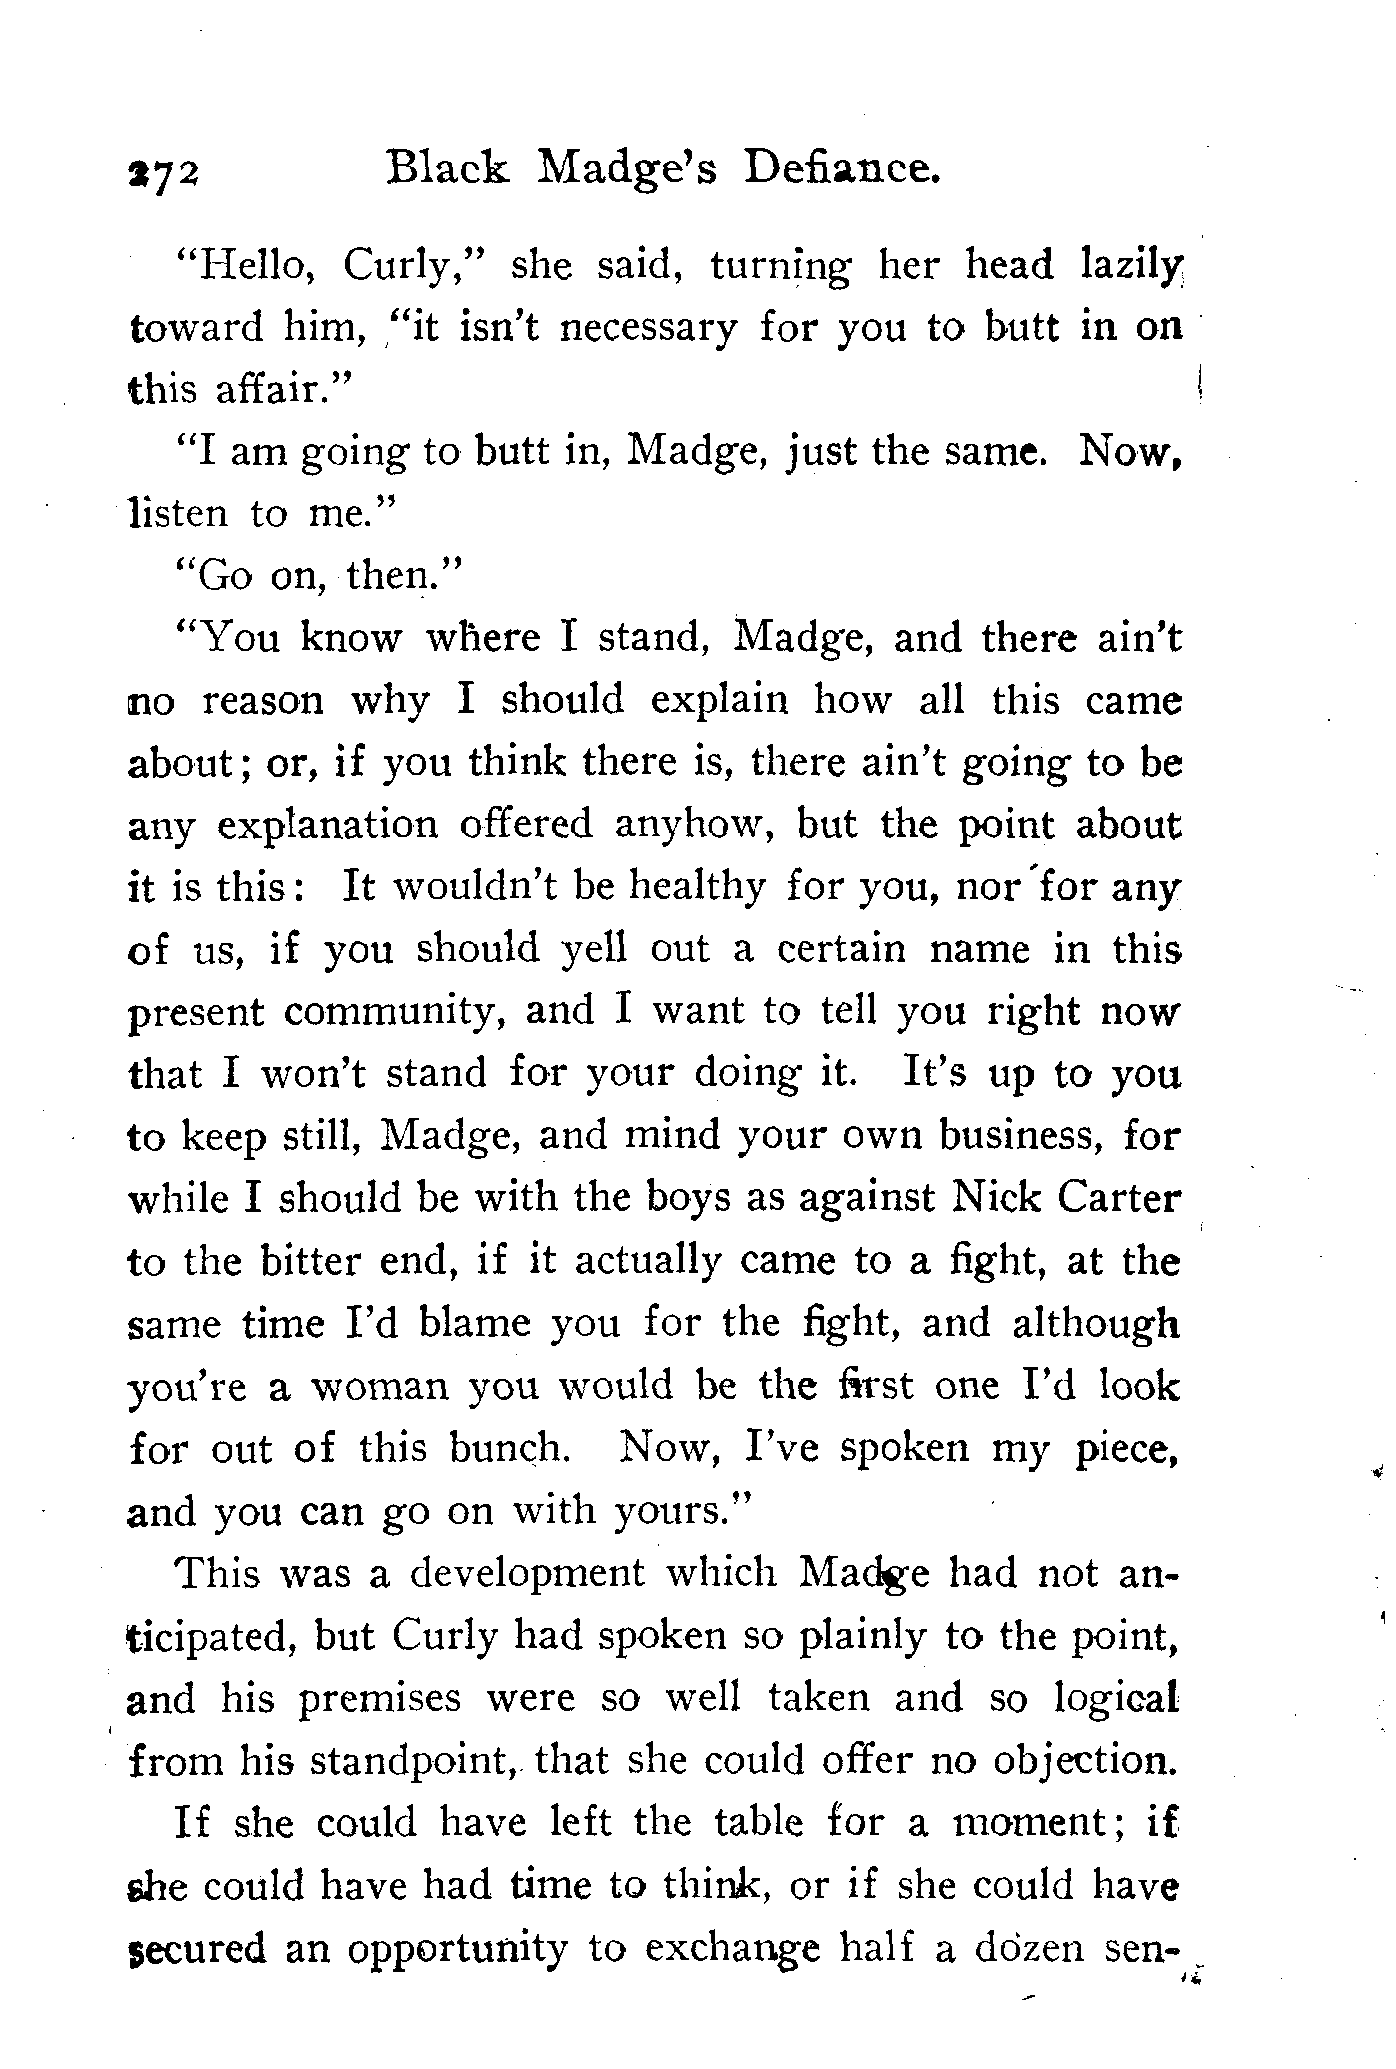 272 Black Madge's Defiance.
"Hello, Curly," she said, turning her head lazily
toward him, "it isn't necessary for you to butt in on
this affair."
"I am going to butt in, Madge, just the same. Now,
listen to me."
"Go on, then."
"You know where I stand, Madge, and there ain't
no reason why I should explain how all this came
about; or, if you think there is, there ain't going to be
any explanation offered anyhow, but the point about
it is this: It wouldn't be healthy for you, nor for any
of us, if you should yell out a certain name in this
present community, and I want to tell you right now
that I won't stand for your doing it. It's up to you
to keep still, Madge, and mind your own business, for
while I should be with the boys as against Nick Carter
to the bitter end, if it actually came to a fight, at the
same time I'd blame you for the fight, and although
you're a woman you would be the first one I'd look
for out of this bunch. Now, I've spoken my piece,
and you can go on with yours."
This was a development which Madge had not an-
ticipated, but Curly had spoken so plainly to the point,
and his premises were so well taken and so logical
from his standpoint, that she could offer no objection.
If she could have left the table for a moment; if
she could have had time to think, or if she could have
secured an opportunity to exchange half a dozen sen-